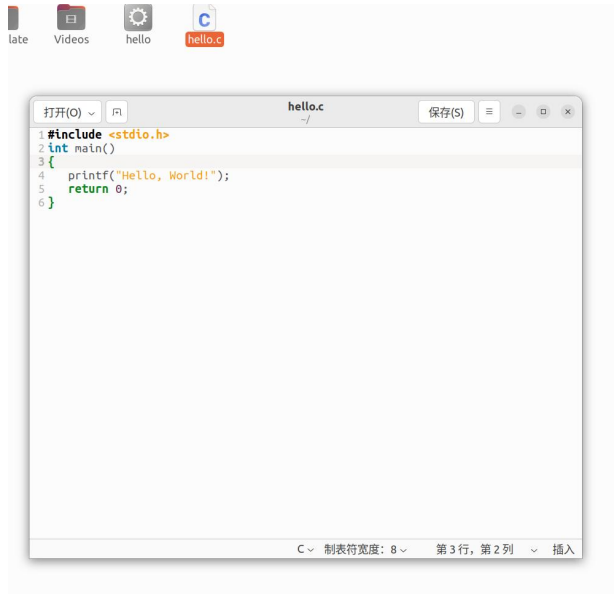 late Videos hello hello.c
打开(O) hello.c 保存(S)
~/
1 #include <stdio.h>
2 int main()
3 {
4    printf("Hello, World!");
5    return 0;
6 }
C 制表符宽度：8 第 3 行，第 2 列 插入